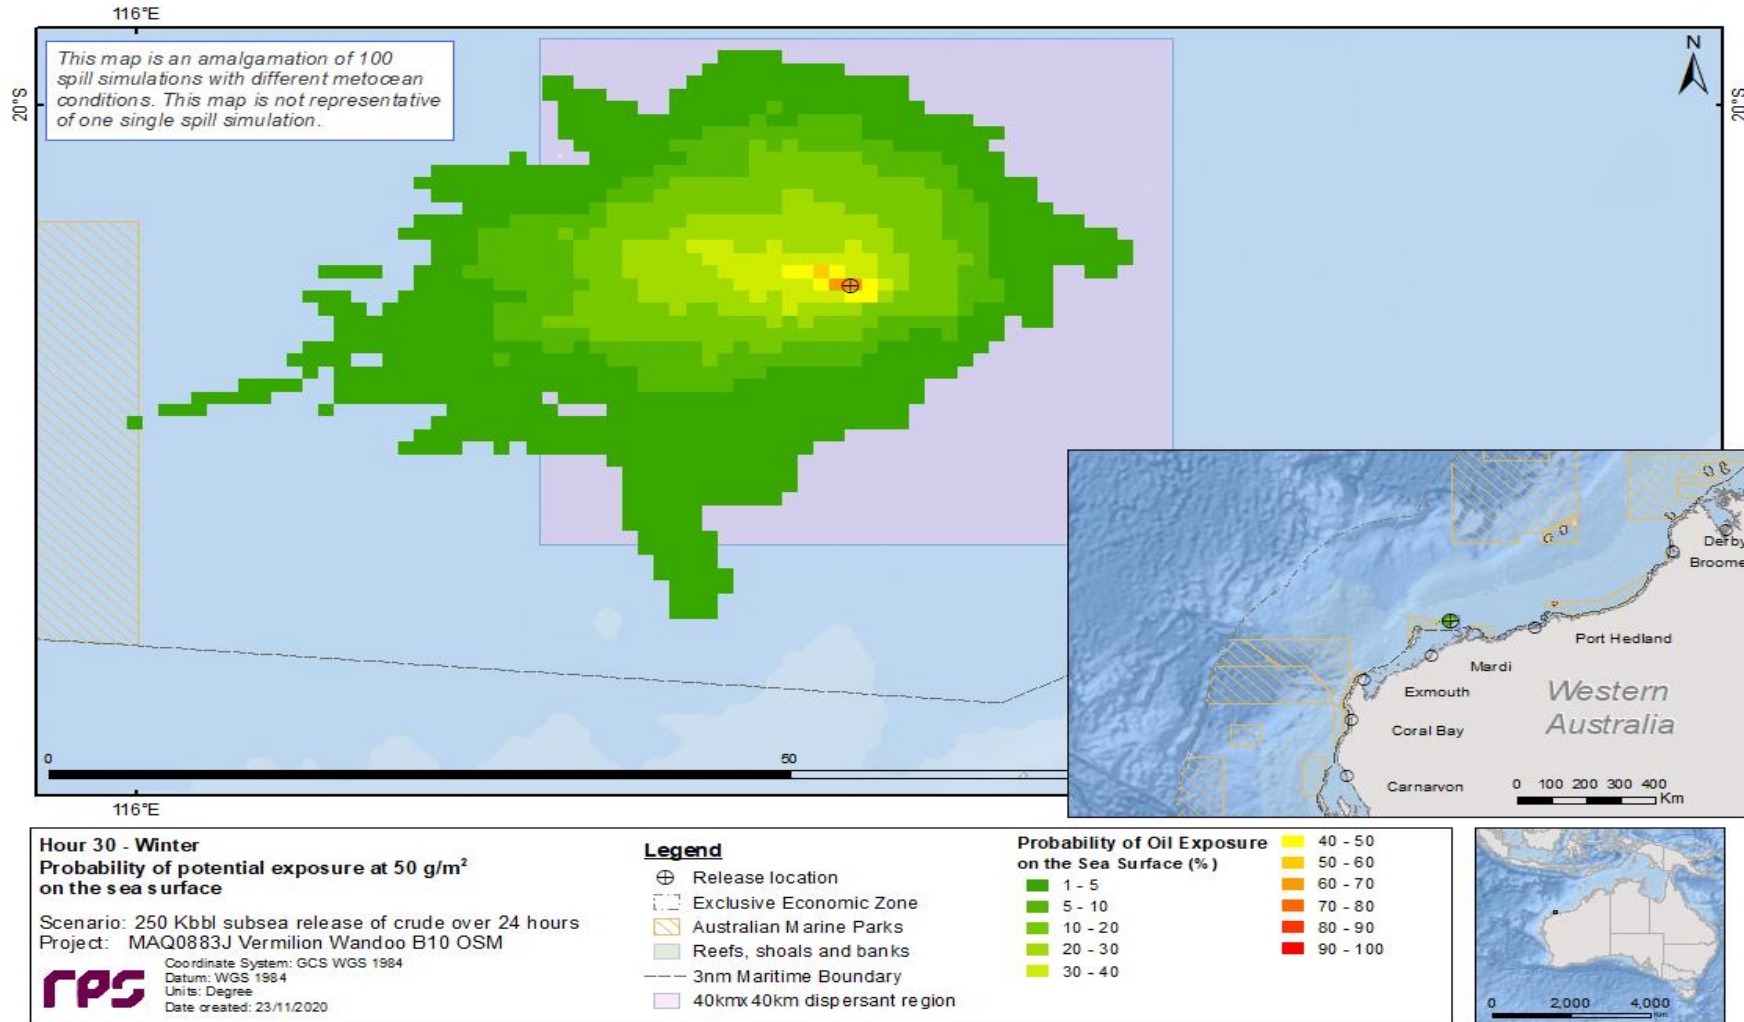 116°E
This map is an amalgamation of 100
spill simulations with different metocean
conditions. This map is not representative
of one single spill simulation.
N
20°S
20°S
Derby
Broome
Port Hedland
Mardi
Exmouth
Western
Australia
Coral Bay
Carnarvon
0 100 200 300 400
Km
0 50
116°E
Hour 30 - Winter
Probability of potential exposure at 50 g/m²
on the sea surface
Scenario: 250 Kbbl subsea release of crude over 24 hours
Project: MAQ0883J Vermilion Wandoo B10 OSM
rps
Coordinate System: GCS WGS 1984
Datum: WGS 1984
Units: Degree
Date created: 23/11/2020
Legend
Release location
Exclusive Economic Zone
Australian Marine Parks
Reefs, shoals and banks
3nm Maritime Boundary
40kmx40km dispersant region
Probability of Oil Exposure
on the Sea Surface (%)
1 - 5
5 - 10
10 - 20
20 - 30
30 - 40
40 - 50
50 - 60
60 - 70
70 - 80
80 - 90
90 - 100
0 2,000 4,000
Km